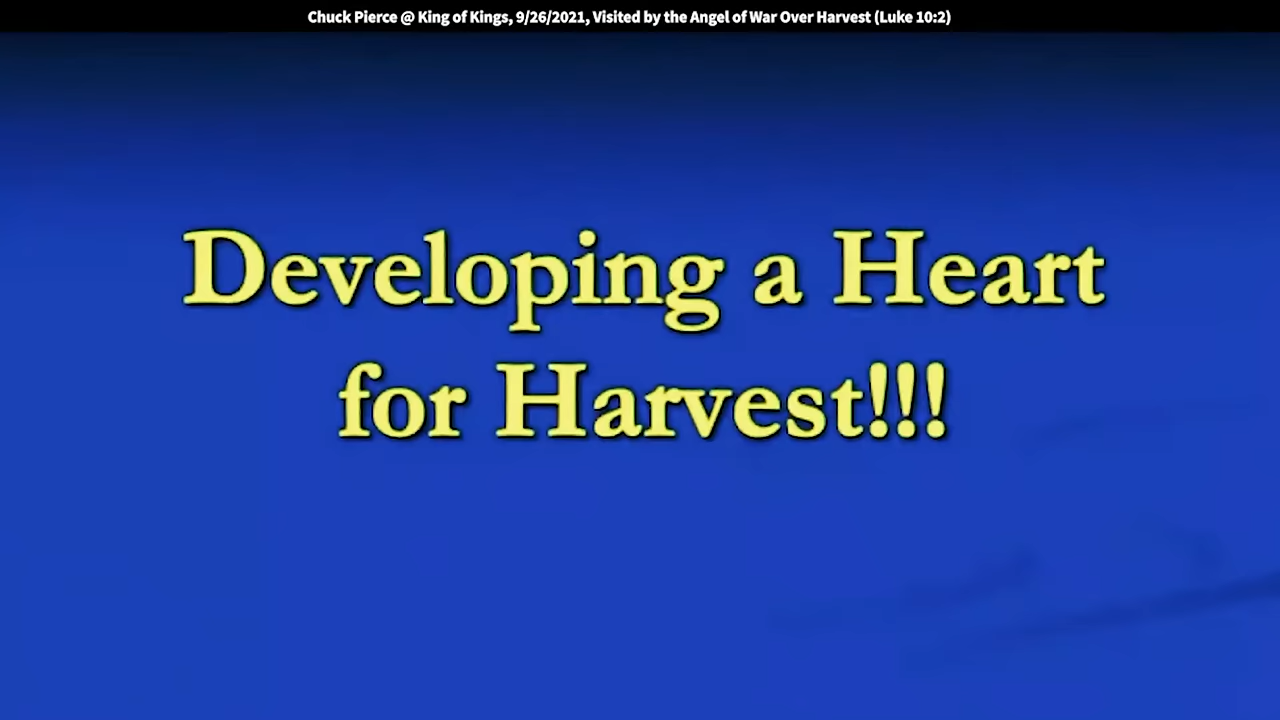 Chuck Pierce @ King of Kings, 9/26/2021, Visited by the Angel of War Over Harvest (Luke 10:2)
Developing a Heart
for Harvest!!!